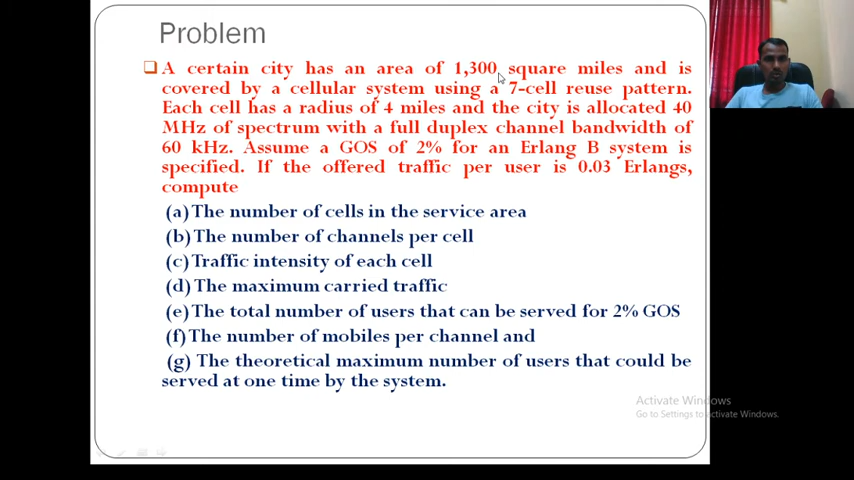 Problem
A certain city has an area of 1,300 square miles and is
covered by a cellular system using a 7-cell reuse pattern.
Each cell has a radius of 4 miles and the city is allocated 40
MHz of spectrum with a full duplex channel bandwidth of
60 kHz. Assume a GOS of 2% for an Erlang B system is
specified. If the offered traffic per user is 0.03 Erlangs,
compute
(a) The number of cells in the service area
(b) The number of channels per cell
(c) Traffic intensity of each cell
(d) The maximum carried traffic
(e) The total number of users that can be served for 2% GOS
(f) The number of mobiles per channel and
(g) The theoretical maximum number of users that could be
served at one time by the system.
Activate Windows
Go to Settings to Activate Windows.